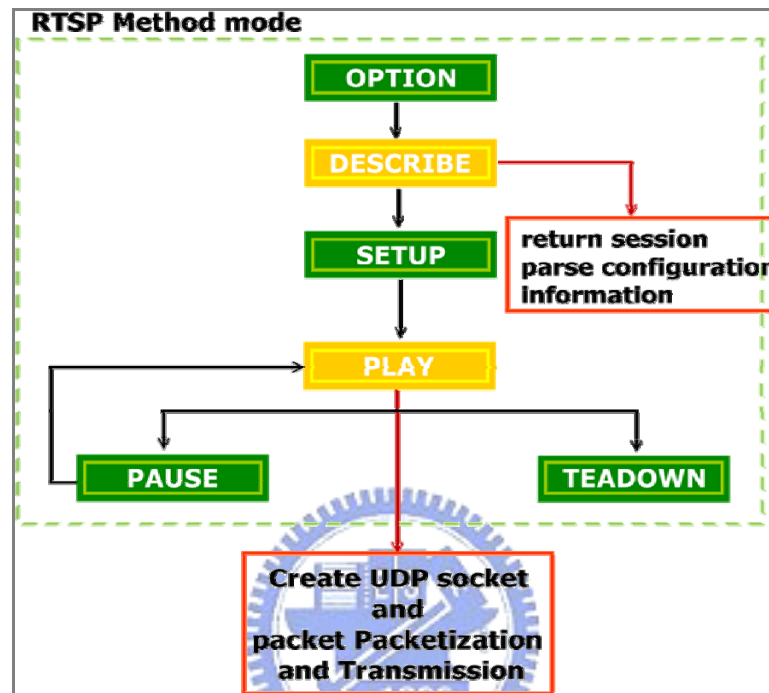 RTSP Method mode
OPTION
DESCRIBE
return session
parse configuration
information
SETUP
PLAY
PAUSE
TEADOWN
Create UDP socket
and
packet Packetization
and Transmission